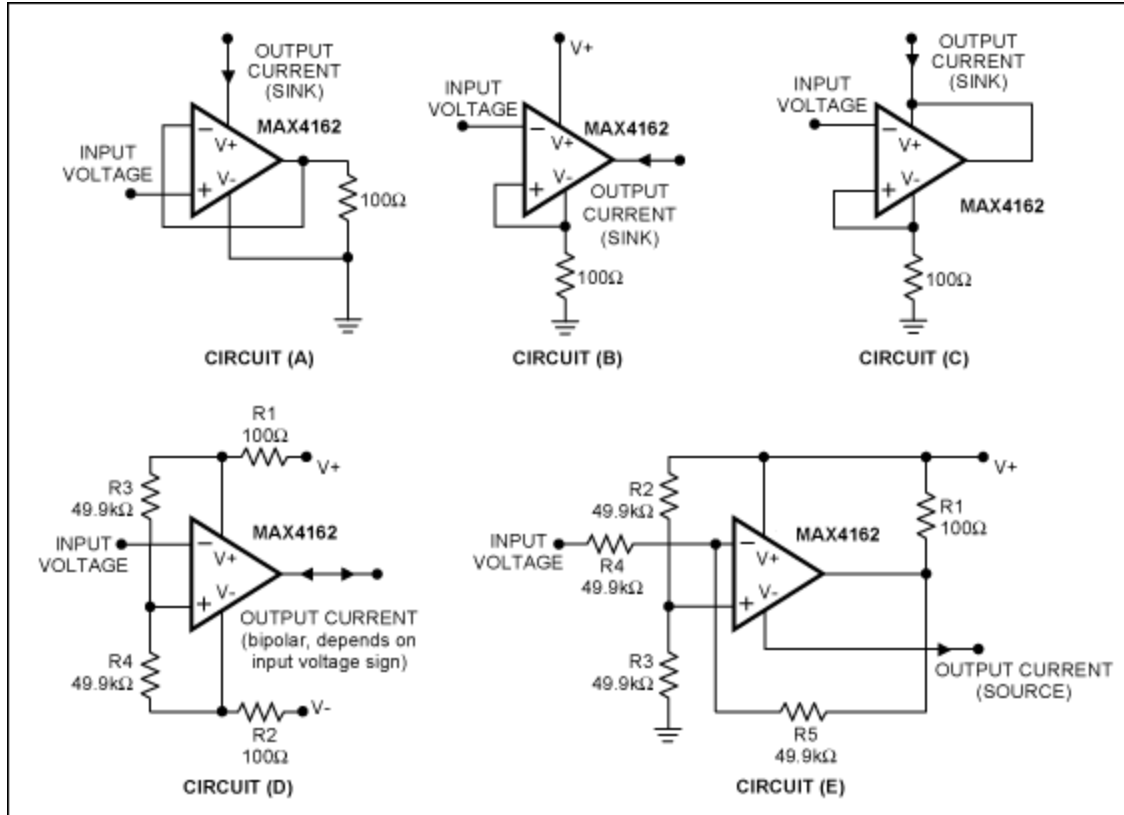 OUTPUT
CURRENT
(SINK)
MAX4162
INPUT
VOLTAGE
−
V+
+
V-
100Ω
CIRCUIT (A)
V+
INPUT
VOLTAGE
−
MAX4162
V+
+
V-
OUTPUT
CURRENT
(SINK)
100Ω
CIRCUIT (B)
OUTPUT
CURRENT
(SINK)
INPUT
VOLTAGE
−
V+
+
V-
MAX4162
100Ω
CIRCUIT (C)
R1
100Ω
V+
R3
49.9kΩ
MAX4162
INPUT
VOLTAGE
−
V+
+
V-
OUTPUT CURRENT
(bipolar, depends on
input voltage sign)
R4
49.9kΩ
V-
R2
100Ω
CIRCUIT (D)
V+
R2
49.9kΩ
R1
100Ω
MAX4162
INPUT
VOLTAGE
R4
49.9kΩ
−
V+
+
V-
R3
49.9kΩ
OUTPUT CURRENT
(SOURCE)
R5
49.9kΩ
CIRCUIT (E)